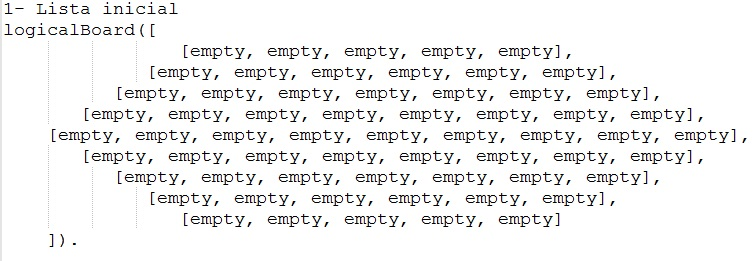 1- Lista inicial
logicalBoard([
[empty, empty, empty, empty, empty],
[empty, empty, empty, empty, empty, empty],
[empty, empty, empty, empty, empty, empty, empty],
[empty, empty, empty, empty, empty, empty, empty, empty],
[empty, empty, empty, empty, empty, empty, empty, empty, empty],
[empty, empty, empty, empty, empty, empty, empty, empty],
[empty, empty, empty, empty, empty, empty, empty],
[empty, empty, empty, empty, empty, empty],
[empty, empty, empty, empty, empty]
]).